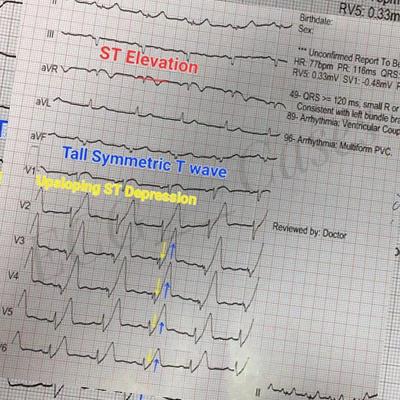 II
Birthdate:
Sex:
RV5: 0.33m
III
*** Unconfirmed Report To Be
HR: 77bpm PR: 116ms QRS:
RV5: 0.33mV SV1: -0.48mV
ST Elevation
aVR
49- QRS >= 120 ms, small R or
Consistent with left bundle bra
89- Arrhythmia: Ventricular Coup
aVL
96- Arrhythmia: Multiform PVC.
aVF
Tall Symmetric T wave
V1
Upsloping ST Depression
V2
Reviewed by: Doctor
V3
V4
V5
V6
II